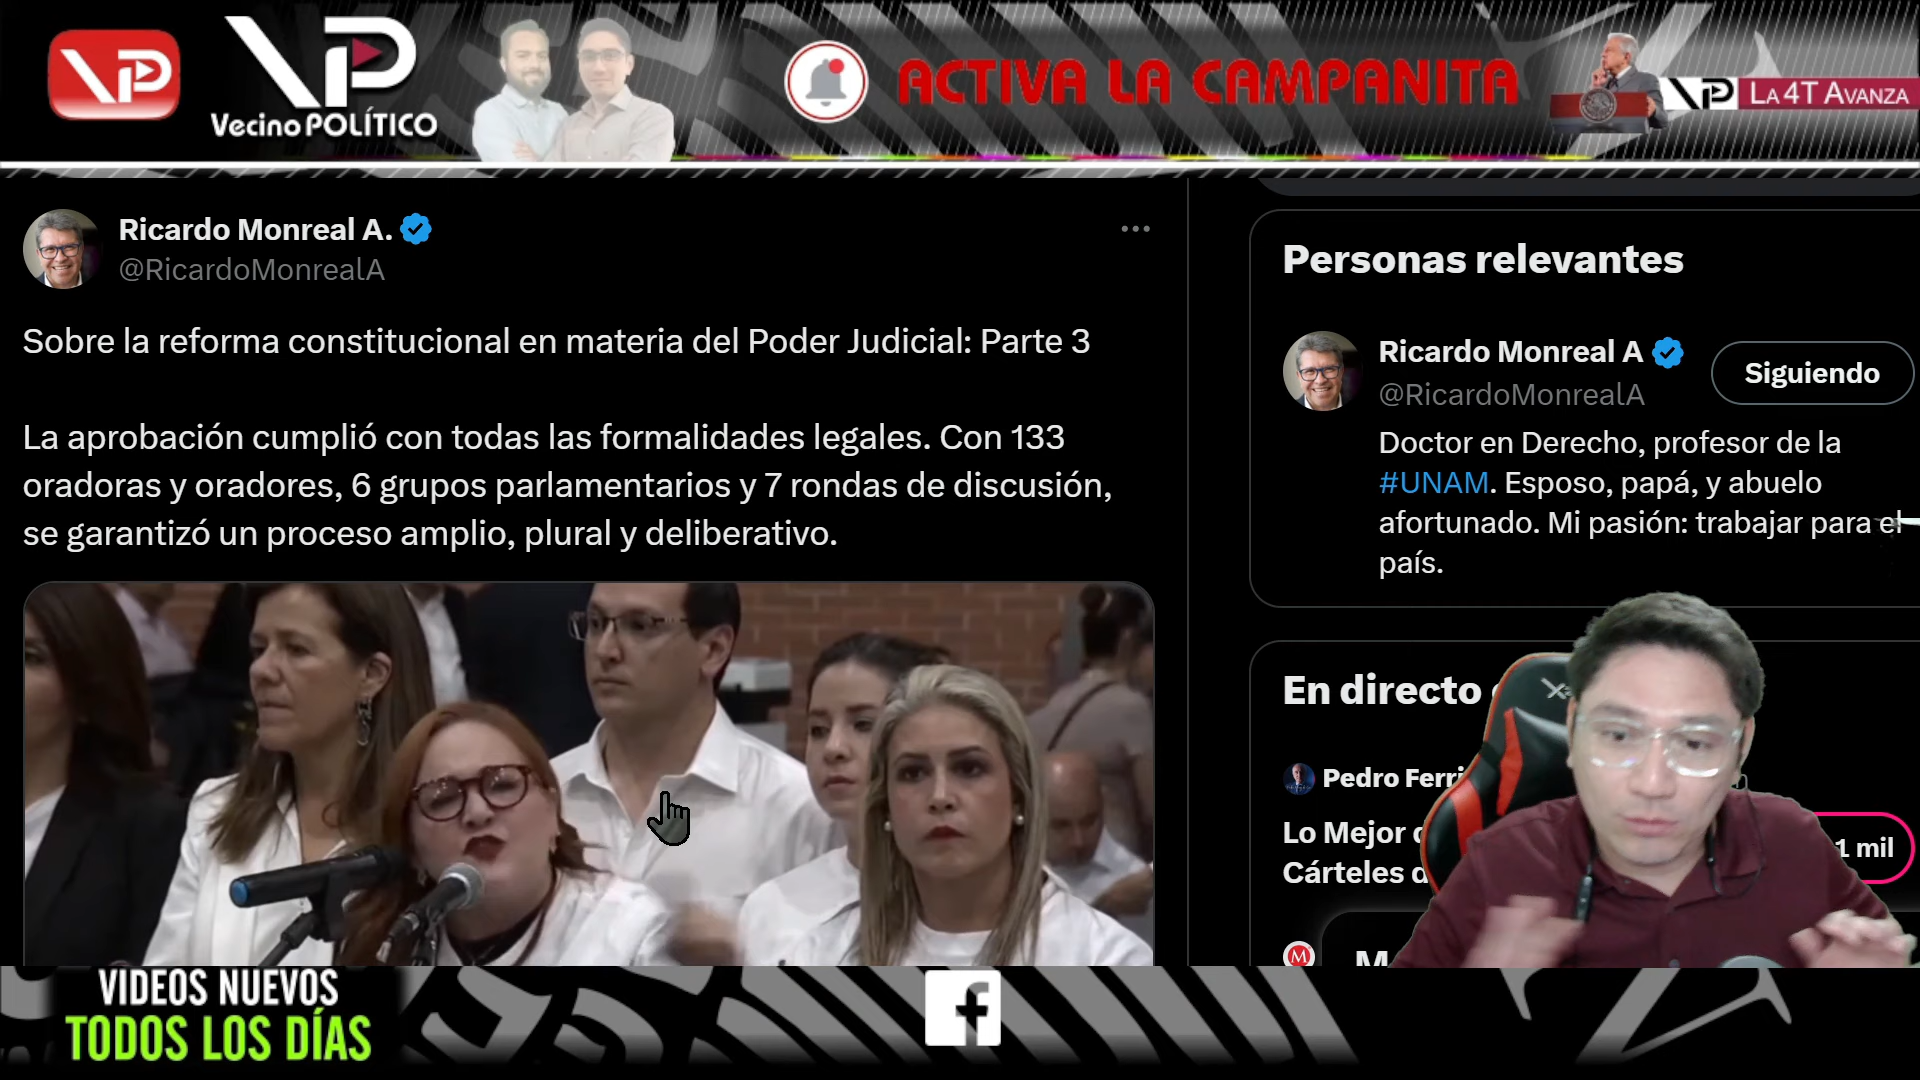 VP
VP
Vecino POLÍTICO
ACTIVA LA CAMPANITA
VP LA 4T AVANZA
Ricardo Monreal A.
@RicardoMonrealA
Sobre la reforma constitucional en materia del Poder Judicial: Parte 3
La aprobación cumplió con todas las formalidades legales. Con 133
oradoras y oradores, 6 grupos parlamentarios y 7 rondas de discusión,
se garantizó un proceso amplio, plural y deliberativo.
Personas relevantes
Ricardo Monreal A
@RicardoMonrealA
Siguiendo
Doctor en Derecho, profesor de la
#UNAM. Esposo, papá, y abuelo
afortunado. Mi pasión: trabajar para el
país.
En directo
Pedro Ferri
Lo Mejor
Cárteles d
1 mil
M
VIDEOS NUEVOS
TODOS LOS DÍAS
f